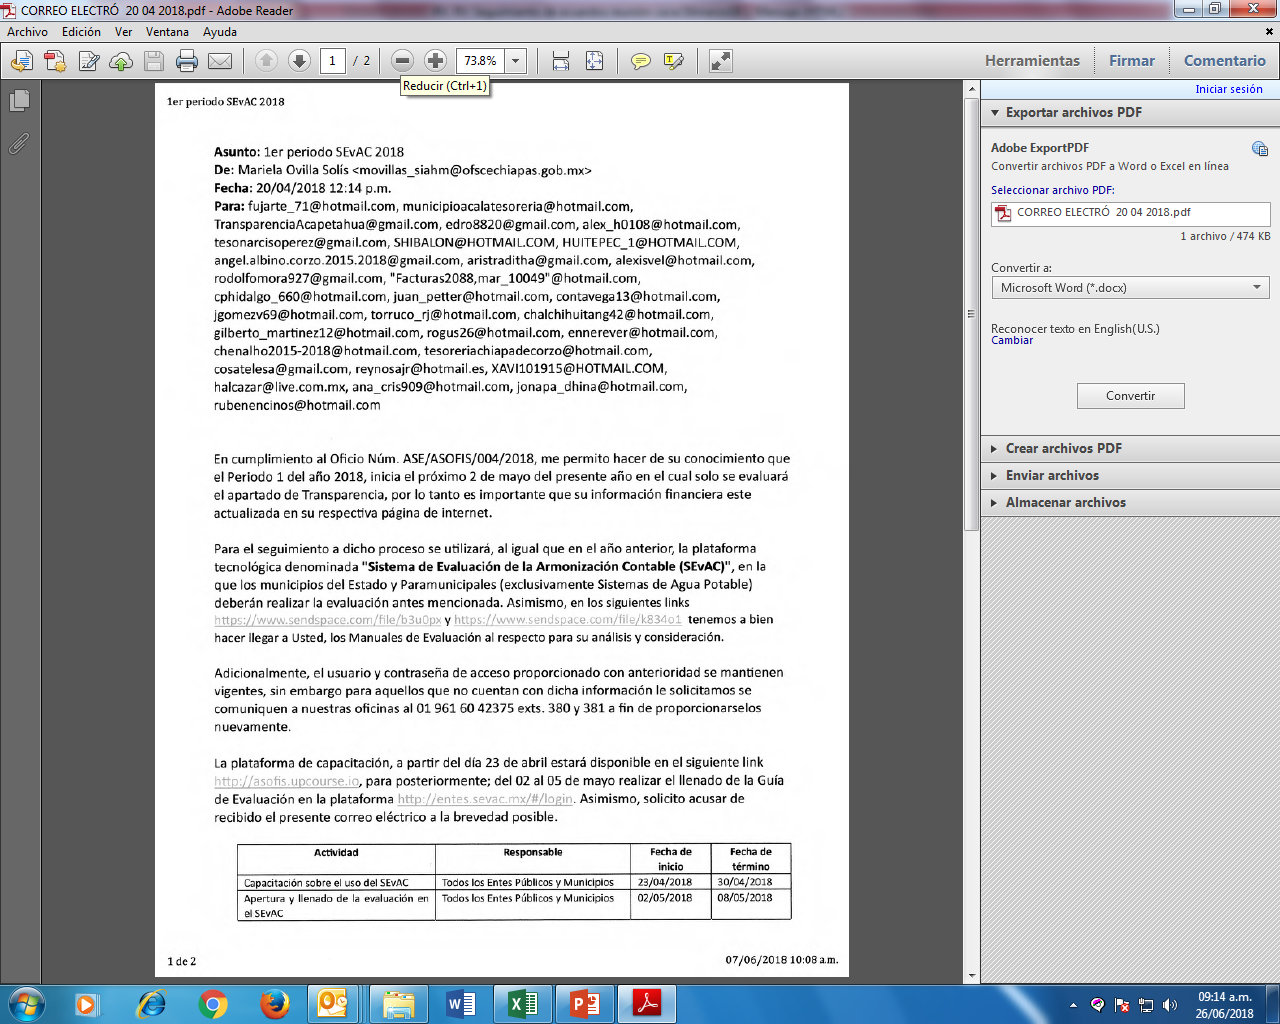 CORREO ELECTRÓ  20 04 2018.pdf - Adobe Reader
Archivo Edición Ver Ventana Ayuda
1 / 2 73.8% Herramientas Firmar Comentario
Reducir (Ctrl+1)
Iniciar sesión
Exportar archivos PDF
Adobe ExportPDF
Convertir archivos PDF a Word o Excel en línea
Seleccionar archivo PDF:
CORREO ELECTRÓ  20 04 2018.pdf
1 archivo / 474 KB
Convertir a:
Microsoft Word (*.docx)
Reconocer texto en English(U.S.)
Cambiar
Convertir
Crear archivos PDF
Enviar archivos
Almacenar archivos
1er periodo SEvAC 2018
Asunto: 1er periodo SEvAC 2018
De: Mariela Ovilla Solís <movillas_siahm@ofscechiapas.gob.mx>
Fecha: 20/04/2018 12:14 p.m.
Para: fujarte_71@hotmail.com, municipioacalatesoreria@hotmail.com,
TransparenciaAcapetahua@gmail.com, edro8820@gmail.com, alex_h0108@hotmail.com,
tesonarcisoperez@gmail.com, SHIBALON@HOTMAIL.COM, HUITEPEC_1@HOTMAIL.COM,
angel.albino.corzo.2015.2018@gmail.com, aristraditha@gmail.com, alexisvel@hotmail.com,
rodolfomora927@gmail.com, "Facturas2088,mar_10049"@hotmail.com,
cphidalgo_660@hotmail.com, juan_petter@hotmail.com, contavega13@hotmail.com,
jgomezv69@hotmail.com, torruco_rj@hotmail.com, chalchihuitang42@hotmail.com,
gilberto_martinez12@hotmail.com, rogus26@hotmail.com, ennerever@hotmail.com,
chenalho2015-2018@hotmail.com, tesoreriachiapadecorzo@hotmail.com,
cosatelesa@gmail.com, reynosajr@hotmail.es, XAVI101915@HOTMAIL.COM,
halcazar@live.com.mx, ana_cris909@hotmail.com, jonapa_dhina@hotmail.com,
rubenencinos@hotmail.com
En cumplimiento al Oficio Núm. ASE/ASOFIS/004/2018, me permito hacer de su conocimiento que
el Periodo 1 del año 2018, inicia el próximo 2 de mayo del presente año en el cual solo se evaluará
el apartado de Transparencia, por lo tanto es importante que su información financiera este
actualizada en su respectiva página de internet.
Para el seguimiento a dicho proceso se utilizará, al igual que en el año anterior, la plataforma
tecnológica denominada "Sistema de Evaluación de la Armonización Contable (SEvAC)", en la
que los municipios del Estado y Paramunicipales (exclusivamente Sistemas de Agua Potable)
deberán realizar la evaluación antes mencionada. Asimismo, en los siguientes links
https://www.sendspace.com/file/b3u0px y https://www.sendspace.com/file/k834o1 tenemos a bien
hacer llegar a Usted, los Manuales de Evaluación al respecto para su análisis y consideración.
Adicionalmente, el usuario y contraseña de acceso proporcionado con anterioridad se mantienen
vigentes, sin embargo para aquellos que no cuentan con dicha información le solicitamos se
comuniquen a nuestras oficinas al 01 961 60 42375 exts. 380 y 381 a fin de proporcionarselos
nuevamente.
La plataforma de capacitación, a partir del día 23 de abril estará disponible en el siguiente link
http://asofis.upcourse.io, para posteriormente; del 02 al 05 de mayo realizar el llenado de la Guía
de Evaluación en la plataforma http://entes.sevac.mx/#/login. Asimismo, solicito acusar de
recibido el presente correo eléctrico a la brevedad posible.
Actividad Responsable Fecha de inicio Fecha de término
Capacitación sobre el uso del SEvAC Todos los Entes Públicos y Municipios 23/04/2018 30/04/2018
Apertura y llenado de la evaluación en el SEvAC Todos los Entes Públicos y Municipios 02/05/2018 08/05/2018
1 de 2 07/06/2018 10:08 a.m.
09:14 a.m.
26/06/2018